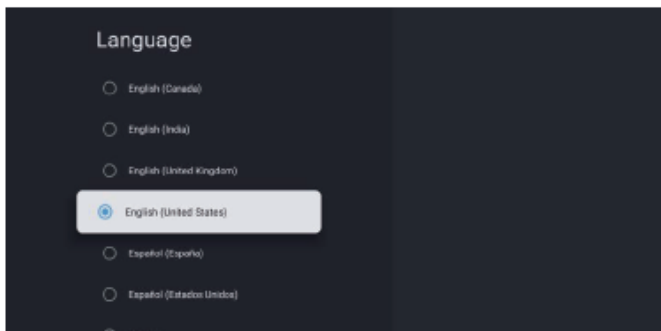 Language
English (Canada)
English (India)
English (United Kingdom)
English (United States)
Español (España)
Español (Estados Unidos)